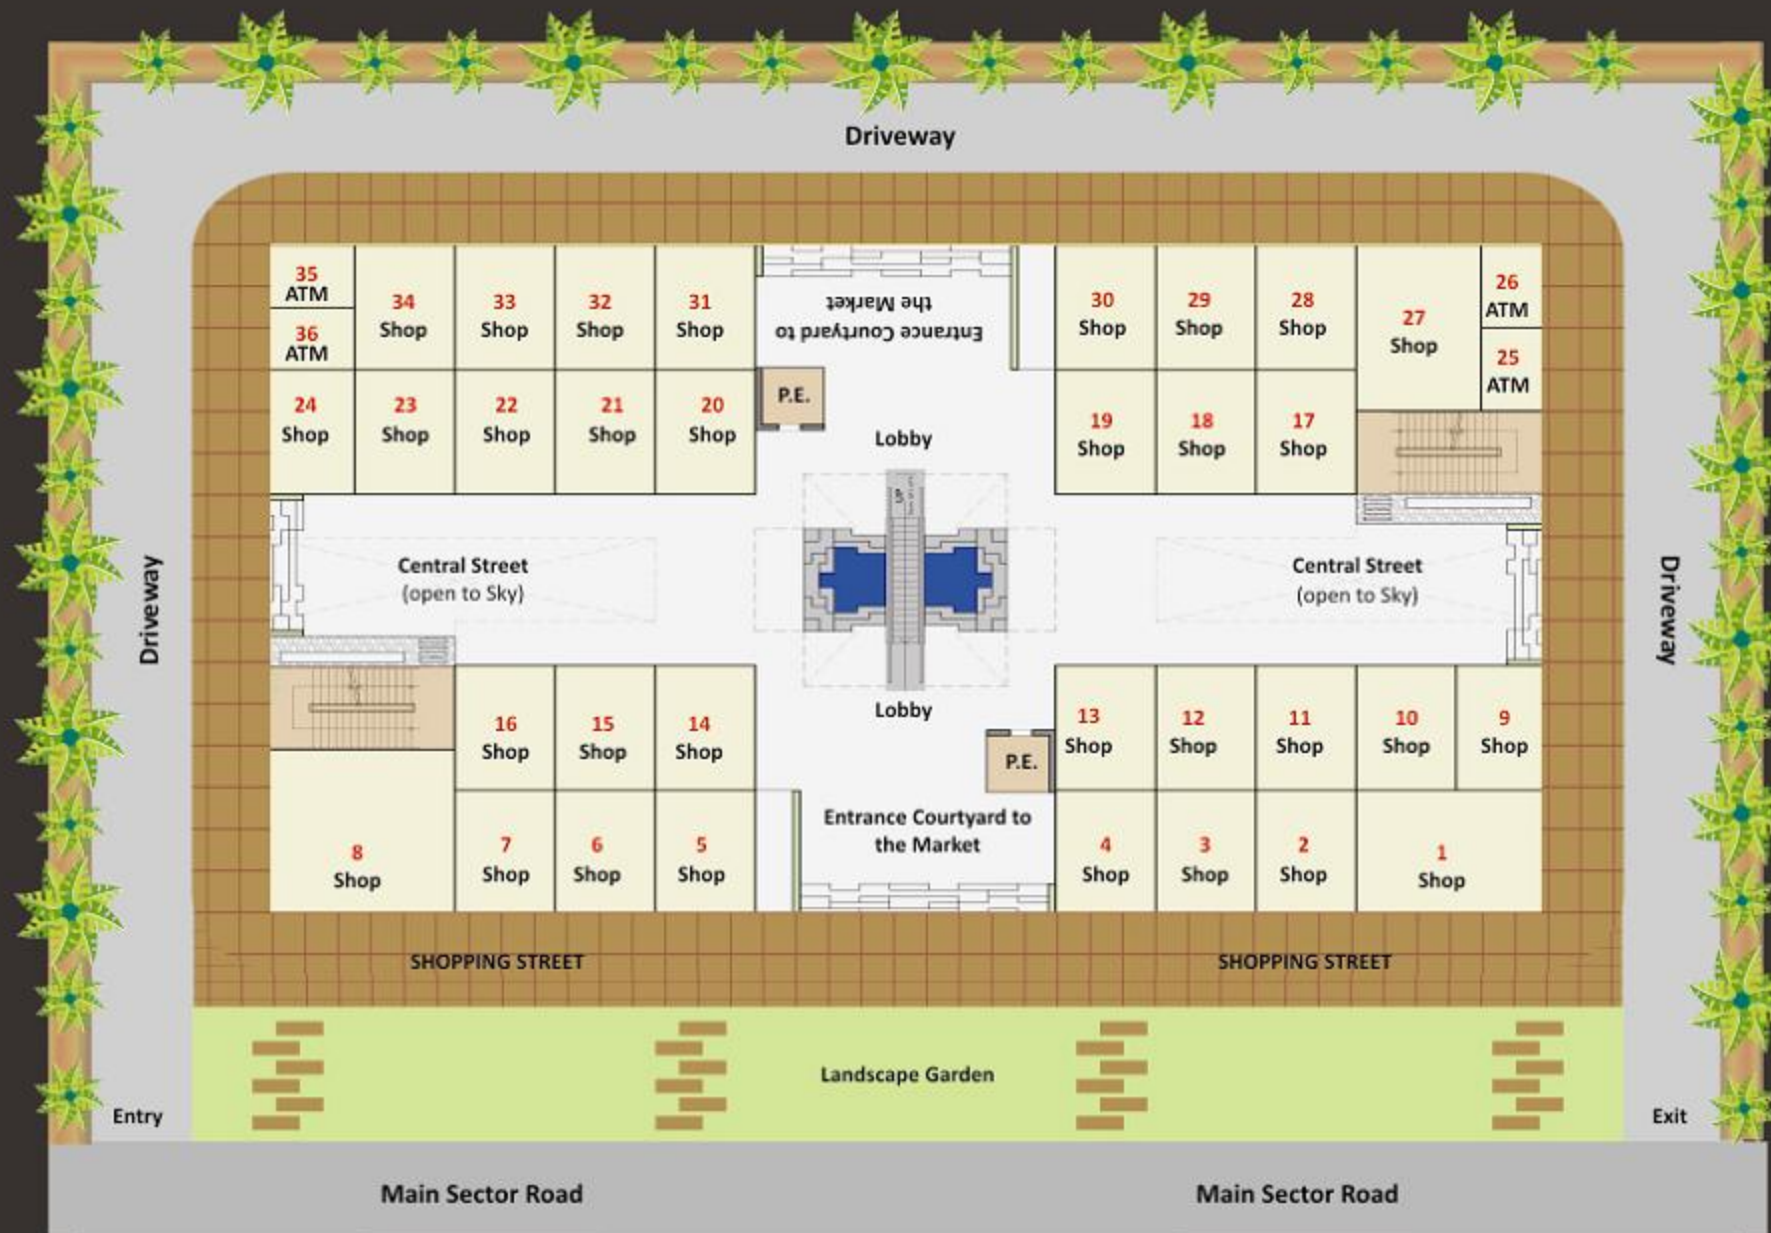 Driveway
35
ATM
36
ATM
34
Shop
33
Shop
32
Shop
31
Shop
Entrance Courtyard to
the Market
30
Shop
29
Shop
28
Shop
27
Shop
26
ATM
25
ATM
24
Shop
23
Shop
22
Shop
21
Shop
20
Shop
P.E.
Lobby
19
Shop
18
Shop
17
Shop
UP
Driveway
Central Street
(open to Sky)
Central Street
(open to Sky)
Driveway
Lobby
16
Shop
15
Shop
14
Shop
P.E.
13
Shop
12
Shop
11
Shop
10
Shop
9
Shop
8
Shop
7
Shop
6
Shop
5
Shop
Entrance Courtyard to
the Market
4
Shop
3
Shop
2
Shop
1
Shop
SHOPPING STREET
SHOPPING STREET
Landscape Garden
Entry
Exit
Main Sector Road
Main Sector Road